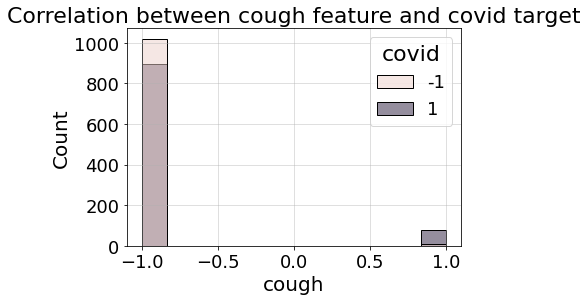 Correlation between cough feature and covid target
1000
800
600
400
200
0
Count
covid
-1
1
−1.0 −0.5 0.0 0.5 1.0
cough